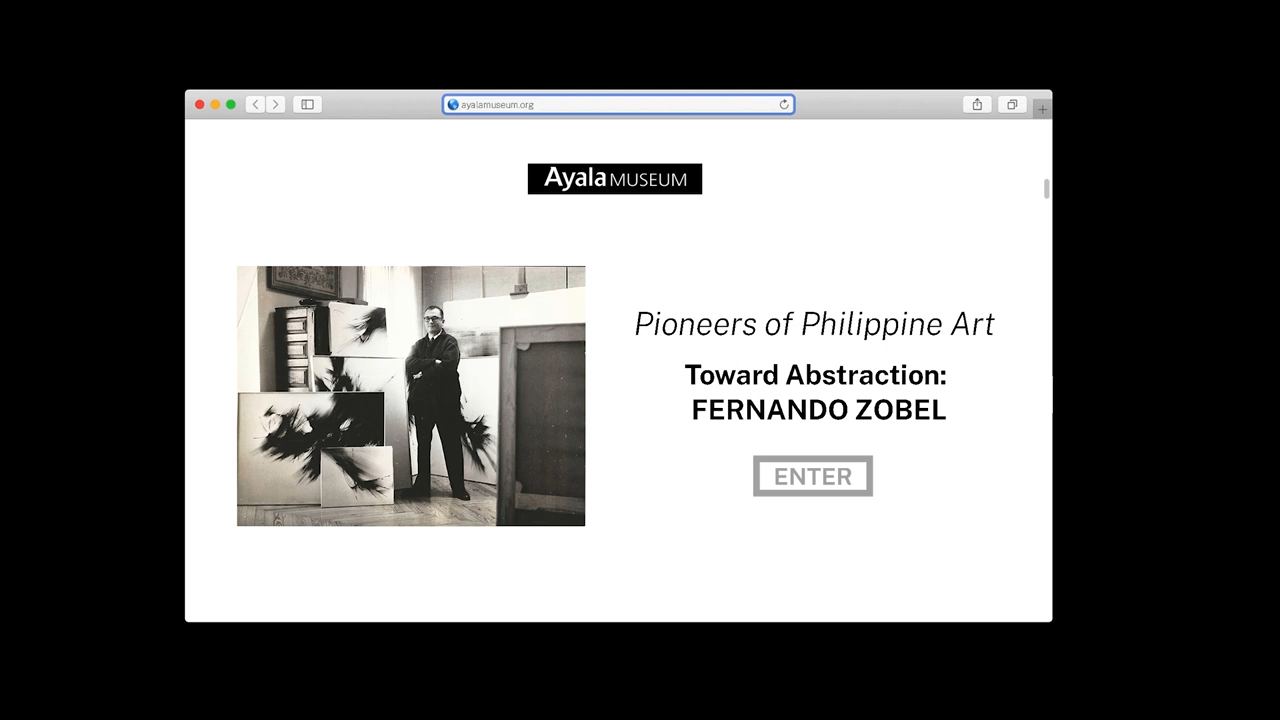 ayalamuseum.org
Ayala MUSEUM
Pioneers of Philippine Art
Toward Abstraction:
FERNANDO ZOBEL
ENTER